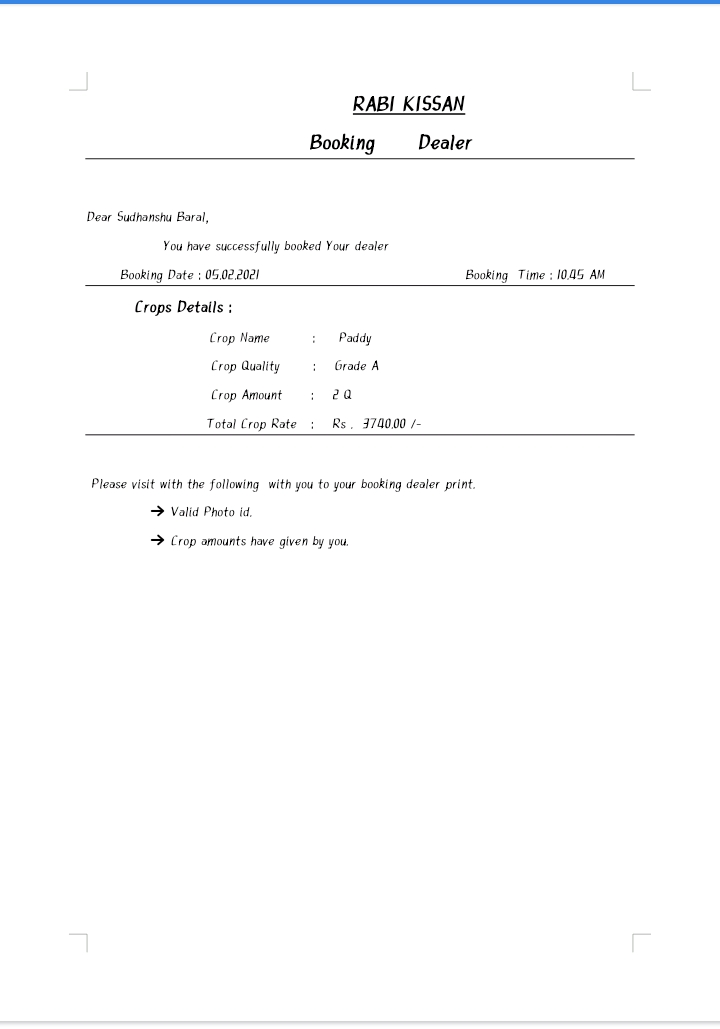 RABI KISSAN
Booking Dealer
Dear Sudhanshu Baral,
You have successfully booked Your dealer
Booking Date : 05.02.2021 Booking Time : 10.45 AM
Crops Details :
Crop Name : Paddy
Crop Quality : Grade A
Crop Amount : 2 Q
Total Crop Rate : Rs . 3740.00 /-
Please visit with the following with you to your booking dealer print.
→ Valid Photo id.
→ Crop amounts have given by you.